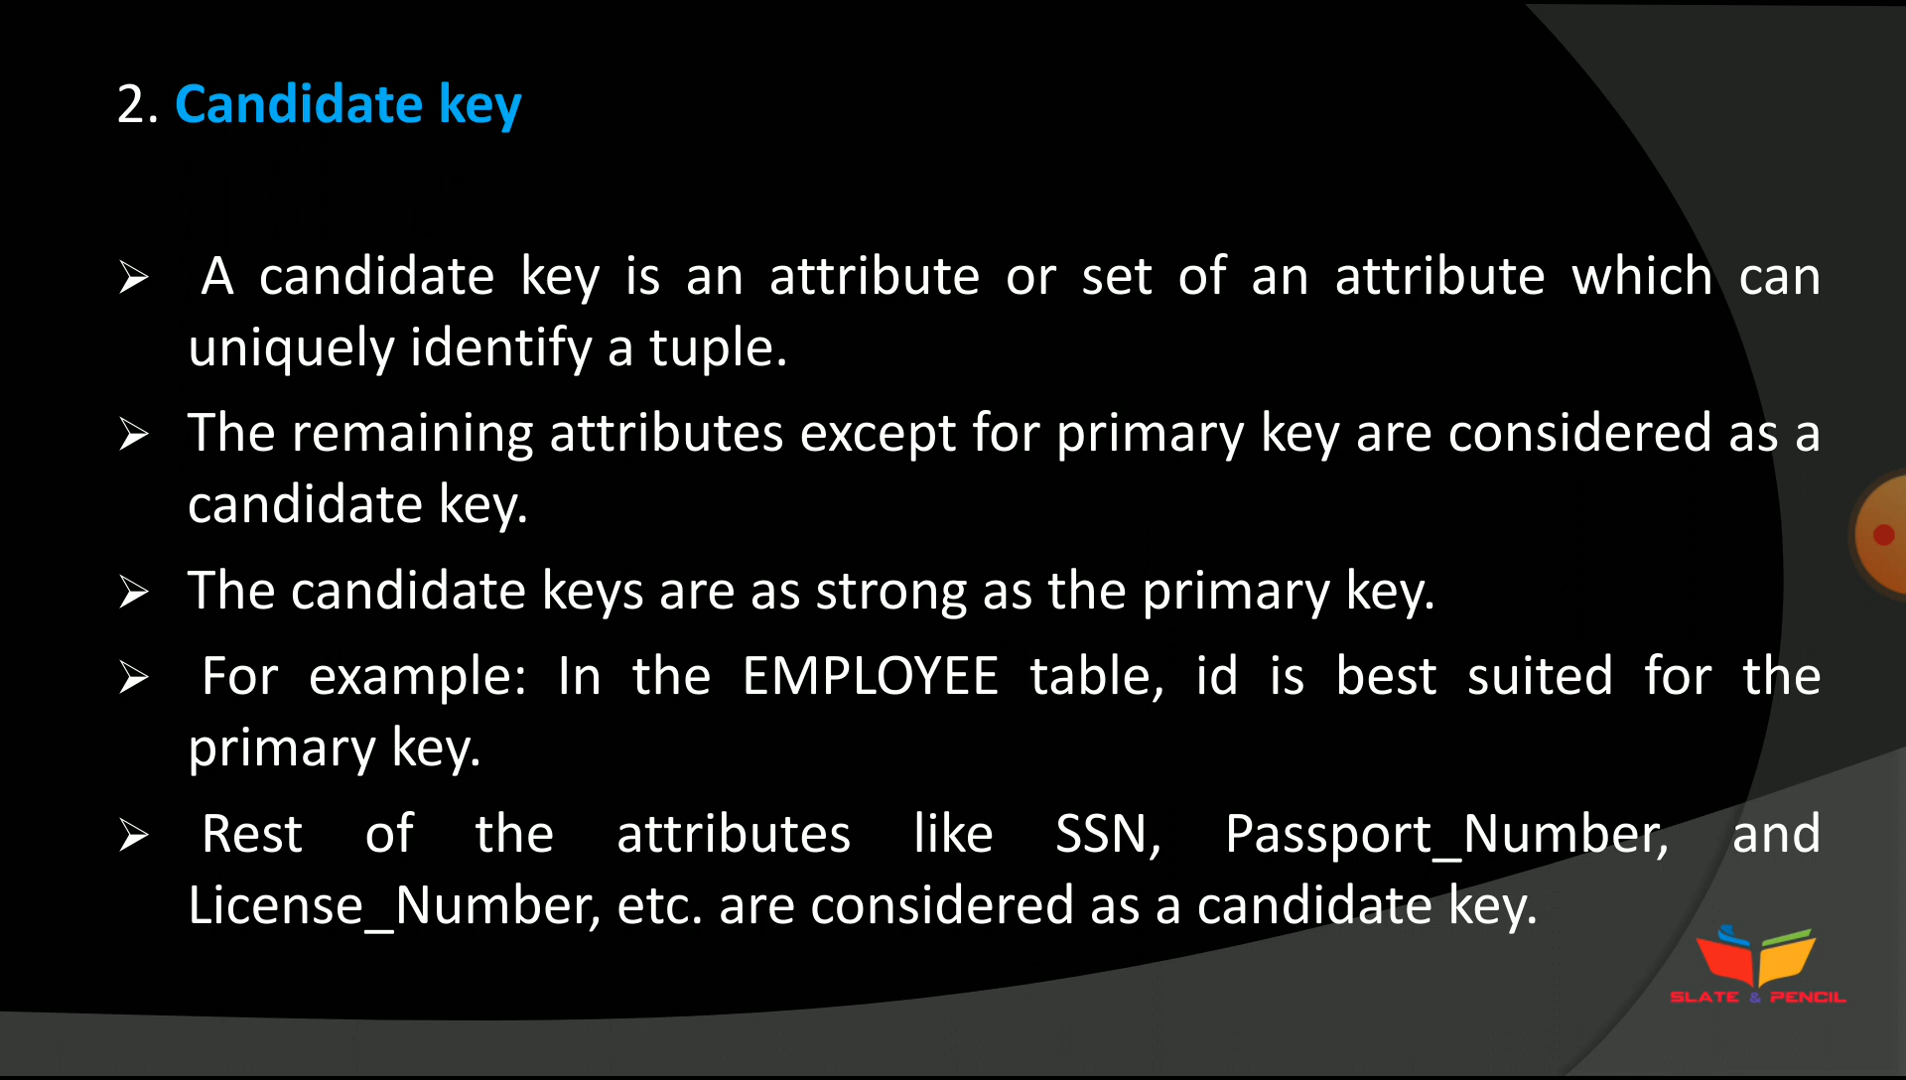 2. Candidate key
➢ A candidate key is an attribute or set of an attribute which can
uniquely identify a tuple.
➢ The remaining attributes except for primary key are considered as a
candidate key.
➢ The candidate keys are as strong as the primary key.
➢ For example: In the EMPLOYEE table, id is best suited for the
primary key.
➢ Rest of the attributes like SSN, Passport_Number, and
License_Number, etc. are considered as a candidate key.
SLATE & PENCIL